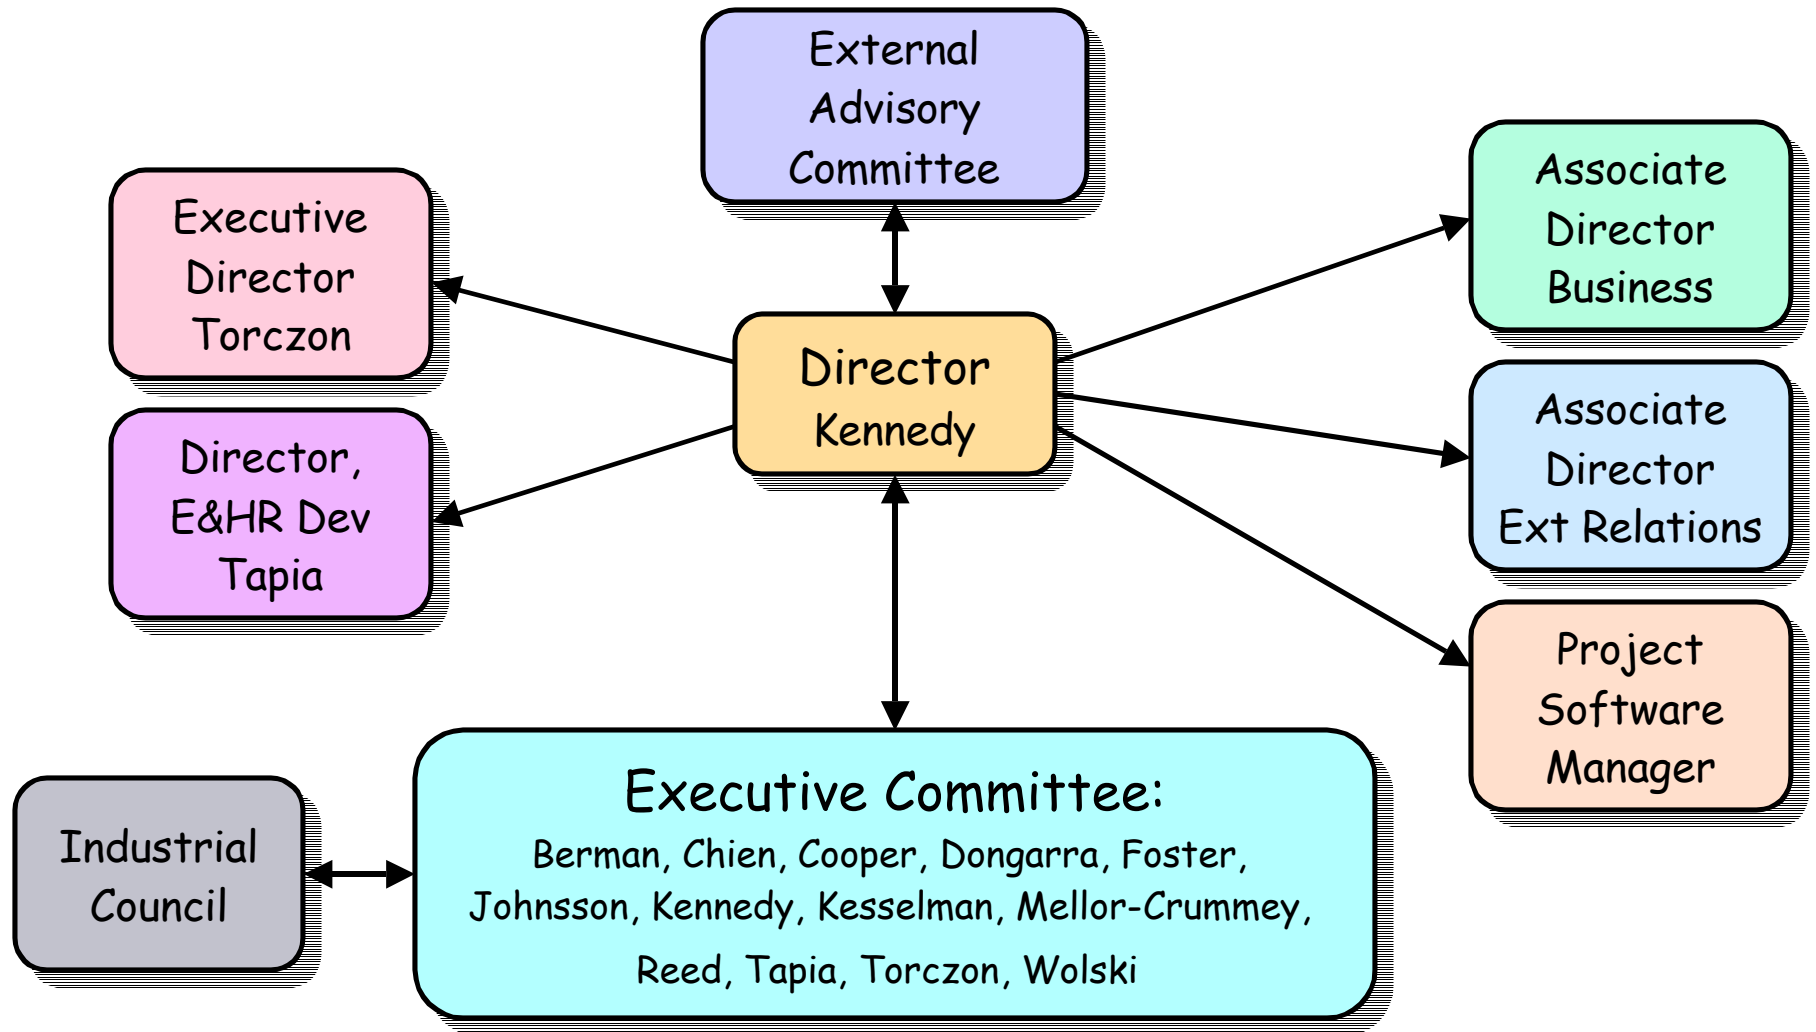 External
Advisory
Committee
Executive
Director
Torczon
Director,
E&HR Dev
Tapia
Director
Kennedy
Associate
Director
Business
Associate
Director
Ext Relations
Project
Software
Manager
Industrial
Council
Executive Committee:
Berman, Chien, Cooper, Dongarra, Foster,
Johnsson, Kennedy, Kesselman, Mellor-Crummey,
Reed, Tapia, Torczon, Wolski